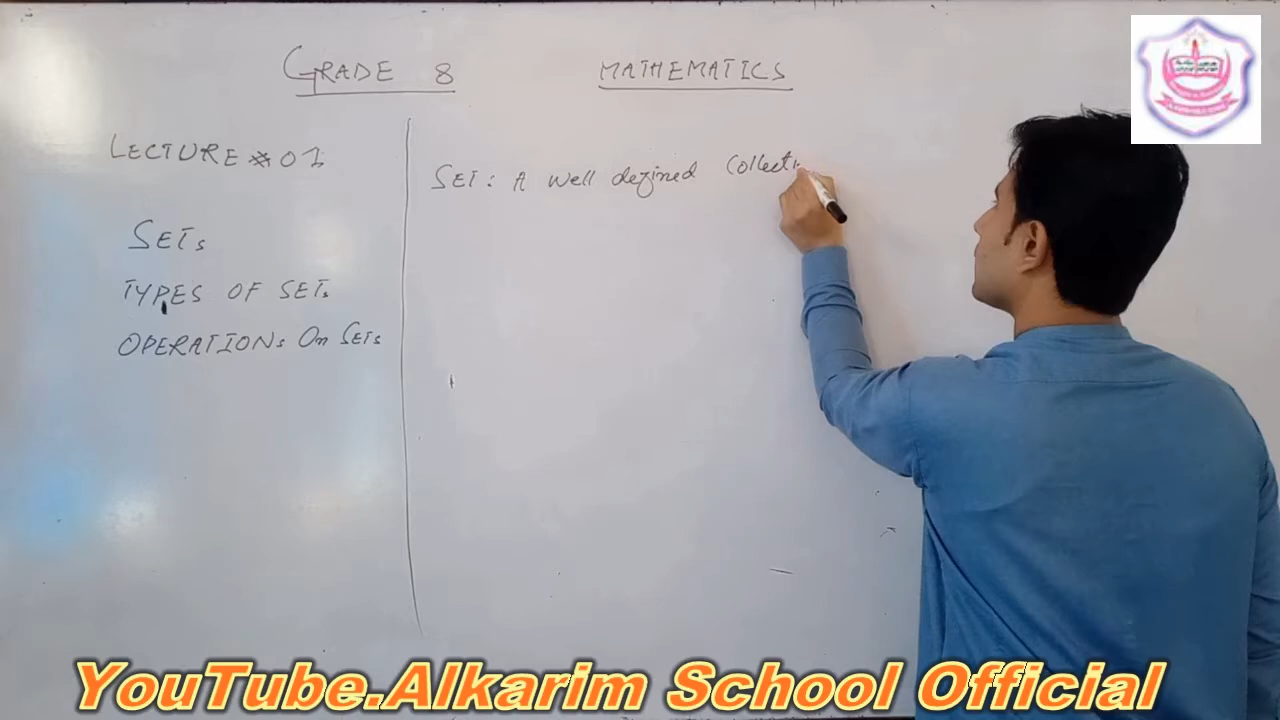 GRADE 8
MATHEMATICS
LECTURE # 01
SETs
TYPES OF SETs
OPERATIONs On SETs
SET: A well defined Collecti
YouTube.Alkarim School Official